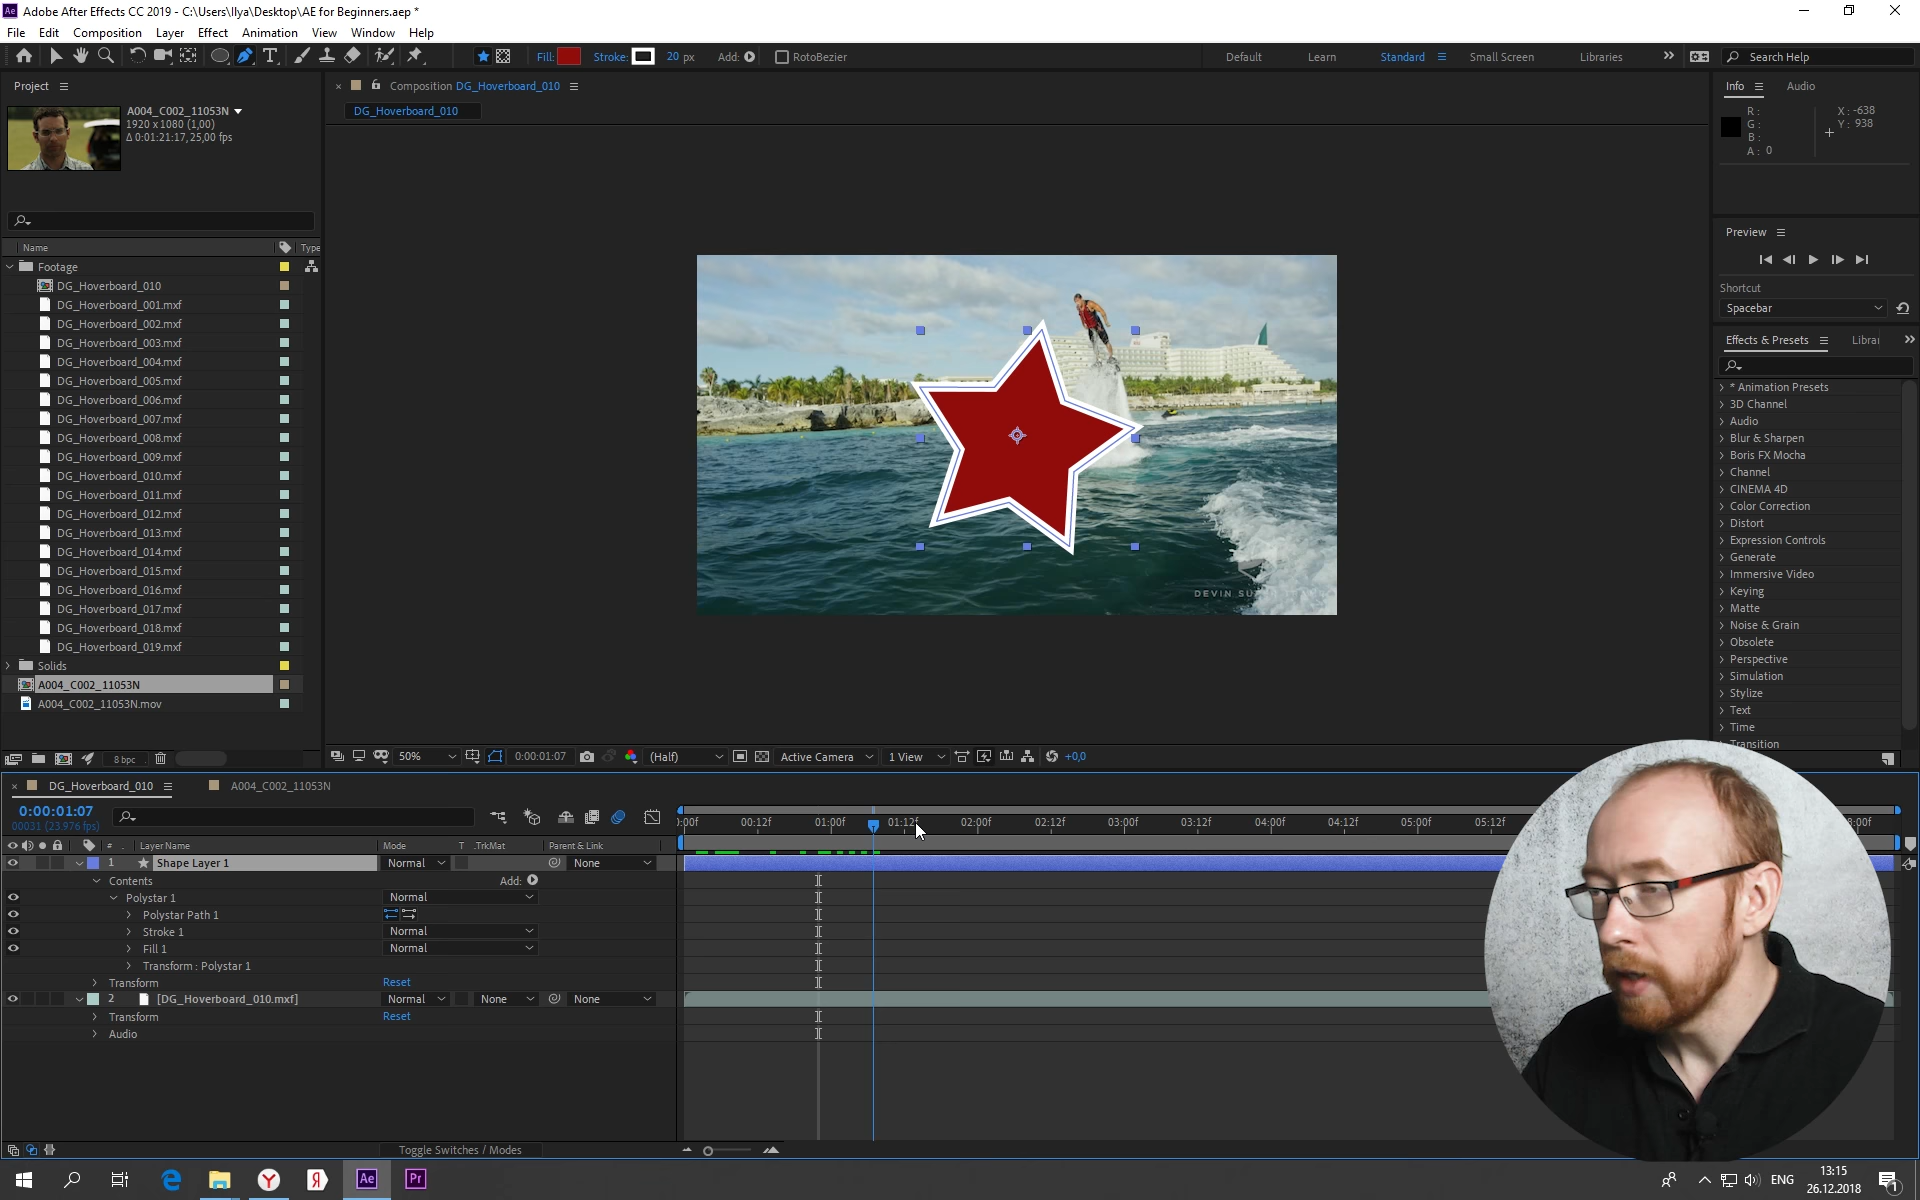 Adobe After Effects CC 2019 - C:\Users\Ilya\Desktop\AE for Beginners.aep *
File Edit Composition Layer Effect Animation View Window Help
Fill: Stroke: 20 px Add: RotoBezier Default Learn Standard Small Screen Libraries Search Help
Project
A004_C002_11053N
1920 x 1080 (1,00)
Δ 0:01:21:17, 25,00 fps
Name Type
Footage
DG_Hoverboard_010
DG_Hoverboard_001.mxf
DG_Hoverboard_002.mxf
DG_Hoverboard_003.mxf
DG_Hoverboard_004.mxf
DG_Hoverboard_005.mxf
DG_Hoverboard_006.mxf
DG_Hoverboard_007.mxf
DG_Hoverboard_008.mxf
DG_Hoverboard_009.mxf
DG_Hoverboard_010.mxf
DG_Hoverboard_011.mxf
DG_Hoverboard_012.mxf
DG_Hoverboard_013.mxf
DG_Hoverboard_014.mxf
DG_Hoverboard_015.mxf
DG_Hoverboard_016.mxf
DG_Hoverboard_017.mxf
DG_Hoverboard_018.mxf
DG_Hoverboard_019.mxf
Solids
A004_C002_11053N
A004_C002_11053N.mov
8 bpc
Composition DG_Hoverboard_010
DG_Hoverboard_010
DEVIN
50% 0:00:01:07 (Half) Active Camera 1 View +0,0
Info Audio
R:
G:
B:
A: 0
X: -638
Y: 938
Preview
Shortcut
Spacebar
Effects & Presets Librai
* Animation Presets
3D Channel
Audio
Blur & Sharpen
Boris FX Mocha
Channel
CINEMA 4D
Color Correction
Distort
Expression Controls
Generate
Immersive Video
Keying
Matte
Noise & Grain
Obsolete
Perspective
Simulation
Stylize
Text
Time
Transition
DG_Hoverboard_010 A004_C002_11053N
0:00:01:07
00031 (23.976 fps)
:00f 00:12f 01:00f 01:12f 02:00f 02:12f 03:00f 03:12f 04:00f 04:12f 05:00f 05:12f :00f
# Layer Name Mode T .TrkMat Parent & Link
1 Shape Layer 1 Normal None
Contents Add:
Polystar 1 Normal
Polystar Path 1
Stroke 1 Normal
Fill 1 Normal
Transform : Polystar 1
Transform Reset
2 [DG_Hoverboard_010.mxf] Normal None None
Transform Reset
Audio
Toggle Switches / Modes
Y Я Ae Pr
ENG
13:15
26.12.2018
1